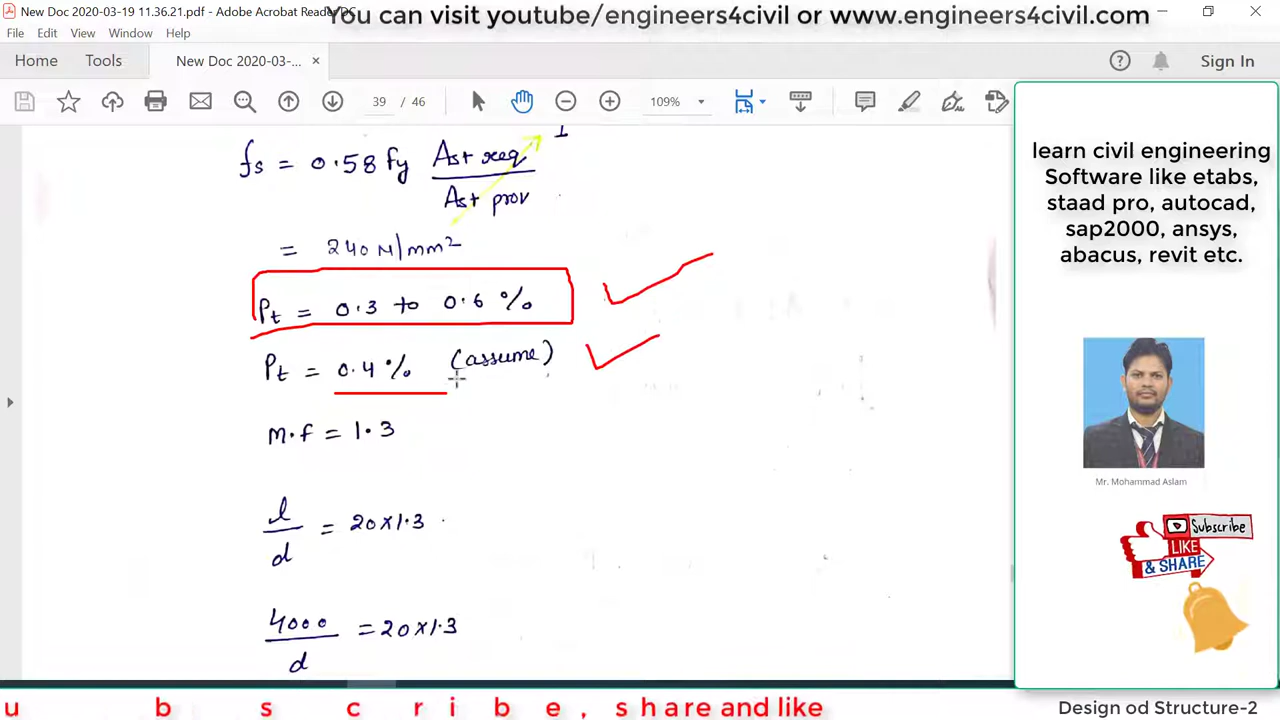 New Doc 2020-03-19 11.36.21.pdf - Adobe Acrobat Reader DC
You can visit youtube/engineers4civil or www.engineers4civil.com
File Edit View Window Help
Home Tools New Doc 2020-03-... × Sign In
39 / 46 109%
fs = 0.58 fy Ast req / Ast prov 1
= 240 N/mm²
Pt = 0.3 to 0.6 %
Pt = 0.4 % (assume)
m.f = 1.3
l / d = 20×1.3
4000 / d = 20×1.3
learn civil engineering
Software like etabs,
staad pro, autocad,
sap2000, ansys,
abacus, revit etc.
Mr. Mohammad Aslam
Subscribe
LIKE
& SHARE
u b s c r i b e , s h a r e and like
Design od Structure-2